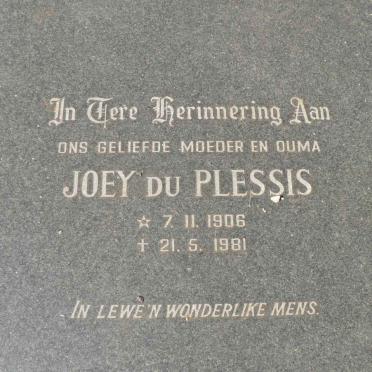 In Tere Herinnering Aan
ONS GELIEFDE MOEDER EN OUMA
JOEY DU PLESSIS
☆ 7. 11. 1906
✝ 21. 5. 1981
IN LEWE 'N WONDERLIKE MENS.